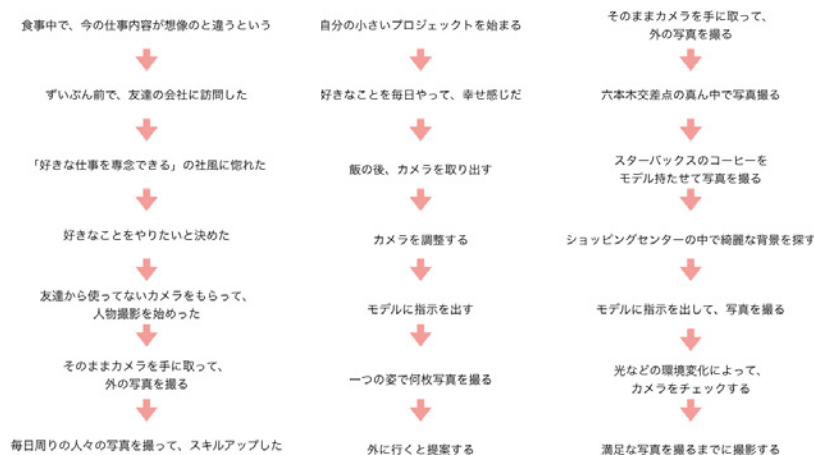 食事中で、今の仕事内容が想像のと違うという
ずいぶん前で、友達の会社に訪問した
「好きな仕事を専念できる」の社風に惚れた
好きなことをやりたいと決めた
友達から使ってないカメラをもらって、
人物撮影を始めった
そのままカメラを手に取って、
外の写真を撮る
毎日周りの人々の写真を撮って、スキルアップした
自分の小さいプロジェックトを始まる
好きなことを毎日やって、幸せ感じだ
飯の後、カメラを取り出す
カメラを調整する
モデルに指示を出す
一つの姿で何枚写真を撮る
外に行くと提案する
そのままカメラを手に取って、
外の写真を撮る
六本木交差点の真ん中で写真撮る
スターバックスのコーヒーを
モデル持たせて写真を撮る
ショッピングセンターの中で綺麗な背景を探す
モデルに指示を出して、写真を撮る
光などの環境変化によって、
カメラをチェックする
満足な写真を撮るまでに撮影する